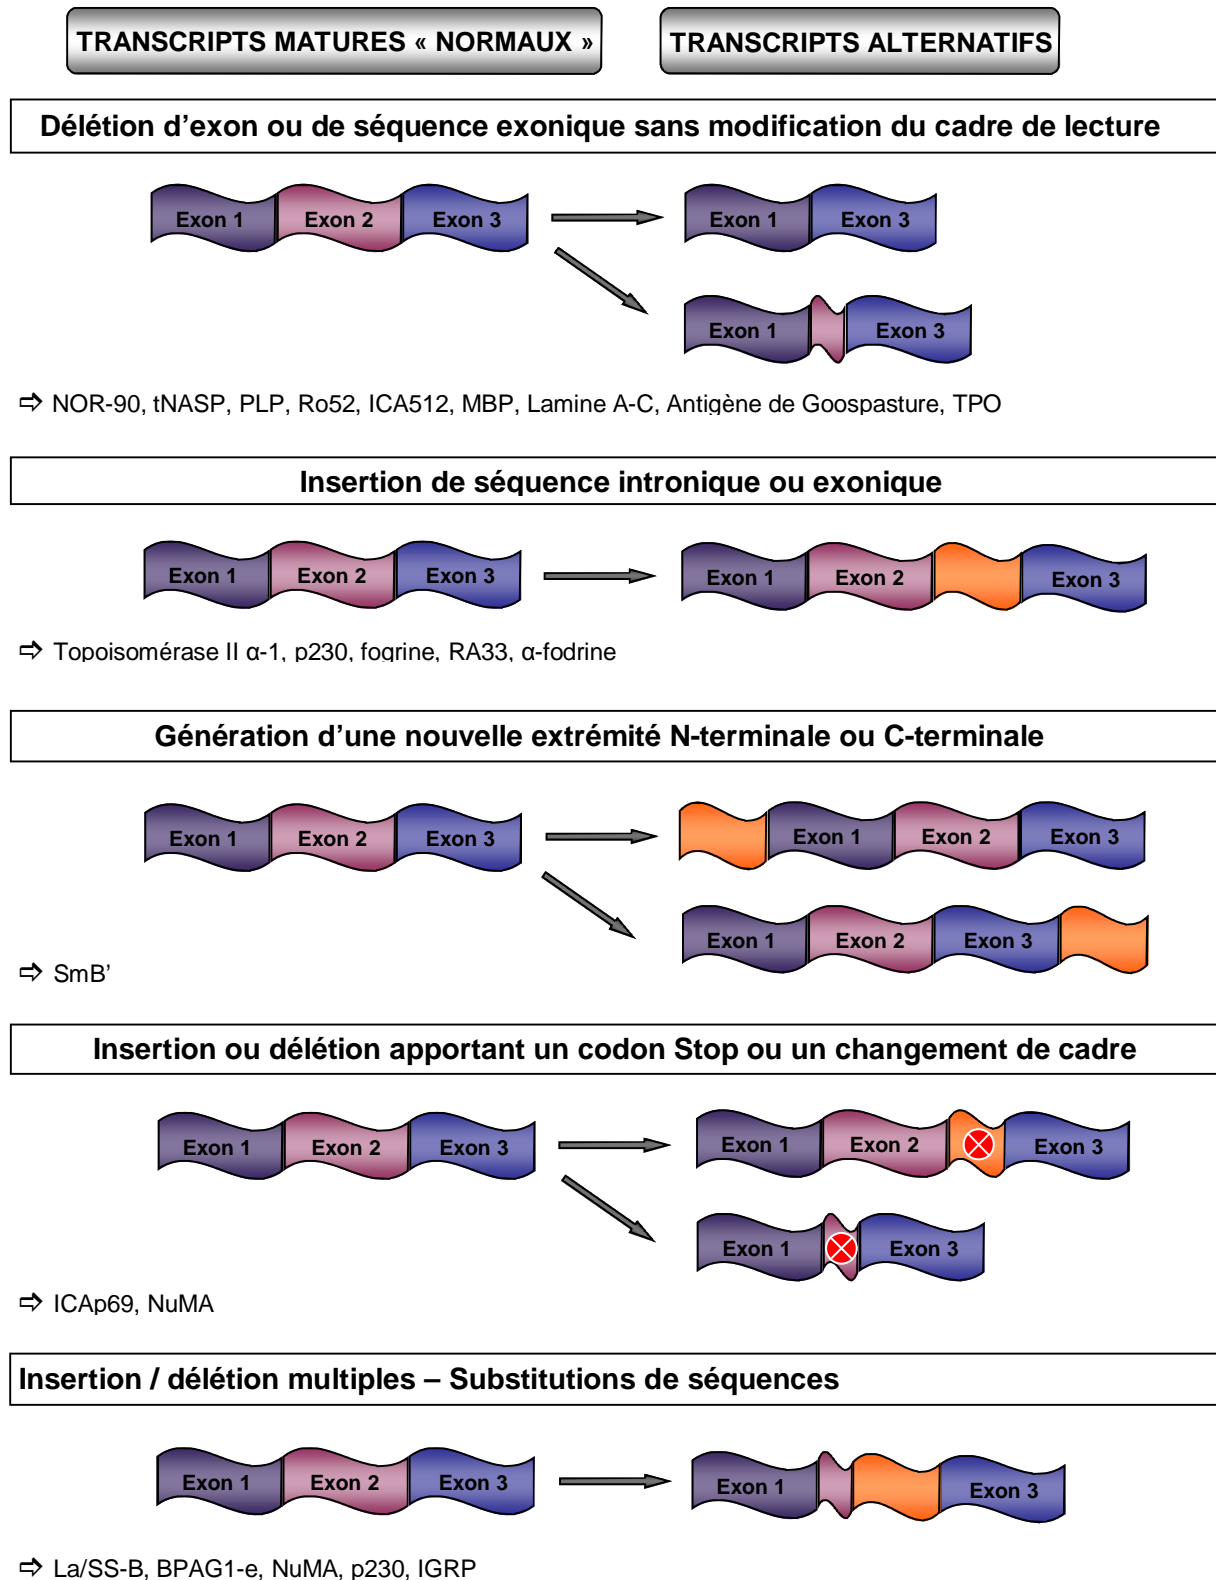 TRANSCRIPTS MATURES « NORMAUX » TRANSCRIPTS ALTERNATIFS
Délétion d’exon ou de séquence exonique sans modification du cadre de lecture
Exon 1 Exon 2 Exon 3 Exon 1 Exon 3
Exon 1 Exon 3
⇨ NOR-90, tNASP, PLP, Ro52, ICA512, MBP, Lamine A-C, Antigène de Goospasture, TPO
Insertion de séquence intronique ou exonique
Exon 1 Exon 2 Exon 3 Exon 1 Exon 2 Exon 3
⇨ Topoisomérase II α-1, p230, fogrine, RA33, α-fodrine
Génération d’une nouvelle extrémité N-terminale ou C-terminale
Exon 1 Exon 2 Exon 3 Exon 1 Exon 2 Exon 3
Exon 1 Exon 2 Exon 3
⇨ SmB’
Insertion ou délétion apportant un codon Stop ou un changement de cadre
Exon 1 Exon 2 Exon 3 Exon 1 Exon 2 Exon 3
Exon 1 Exon 3
⇨ ICAp69, NuMA
Insertion / délétion multiples – Substitutions de séquences
Exon 1 Exon 2 Exon 3 Exon 1 Exon 3
⇨ La/SS-B, BPAG1-e, NuMA, p230, IGRP